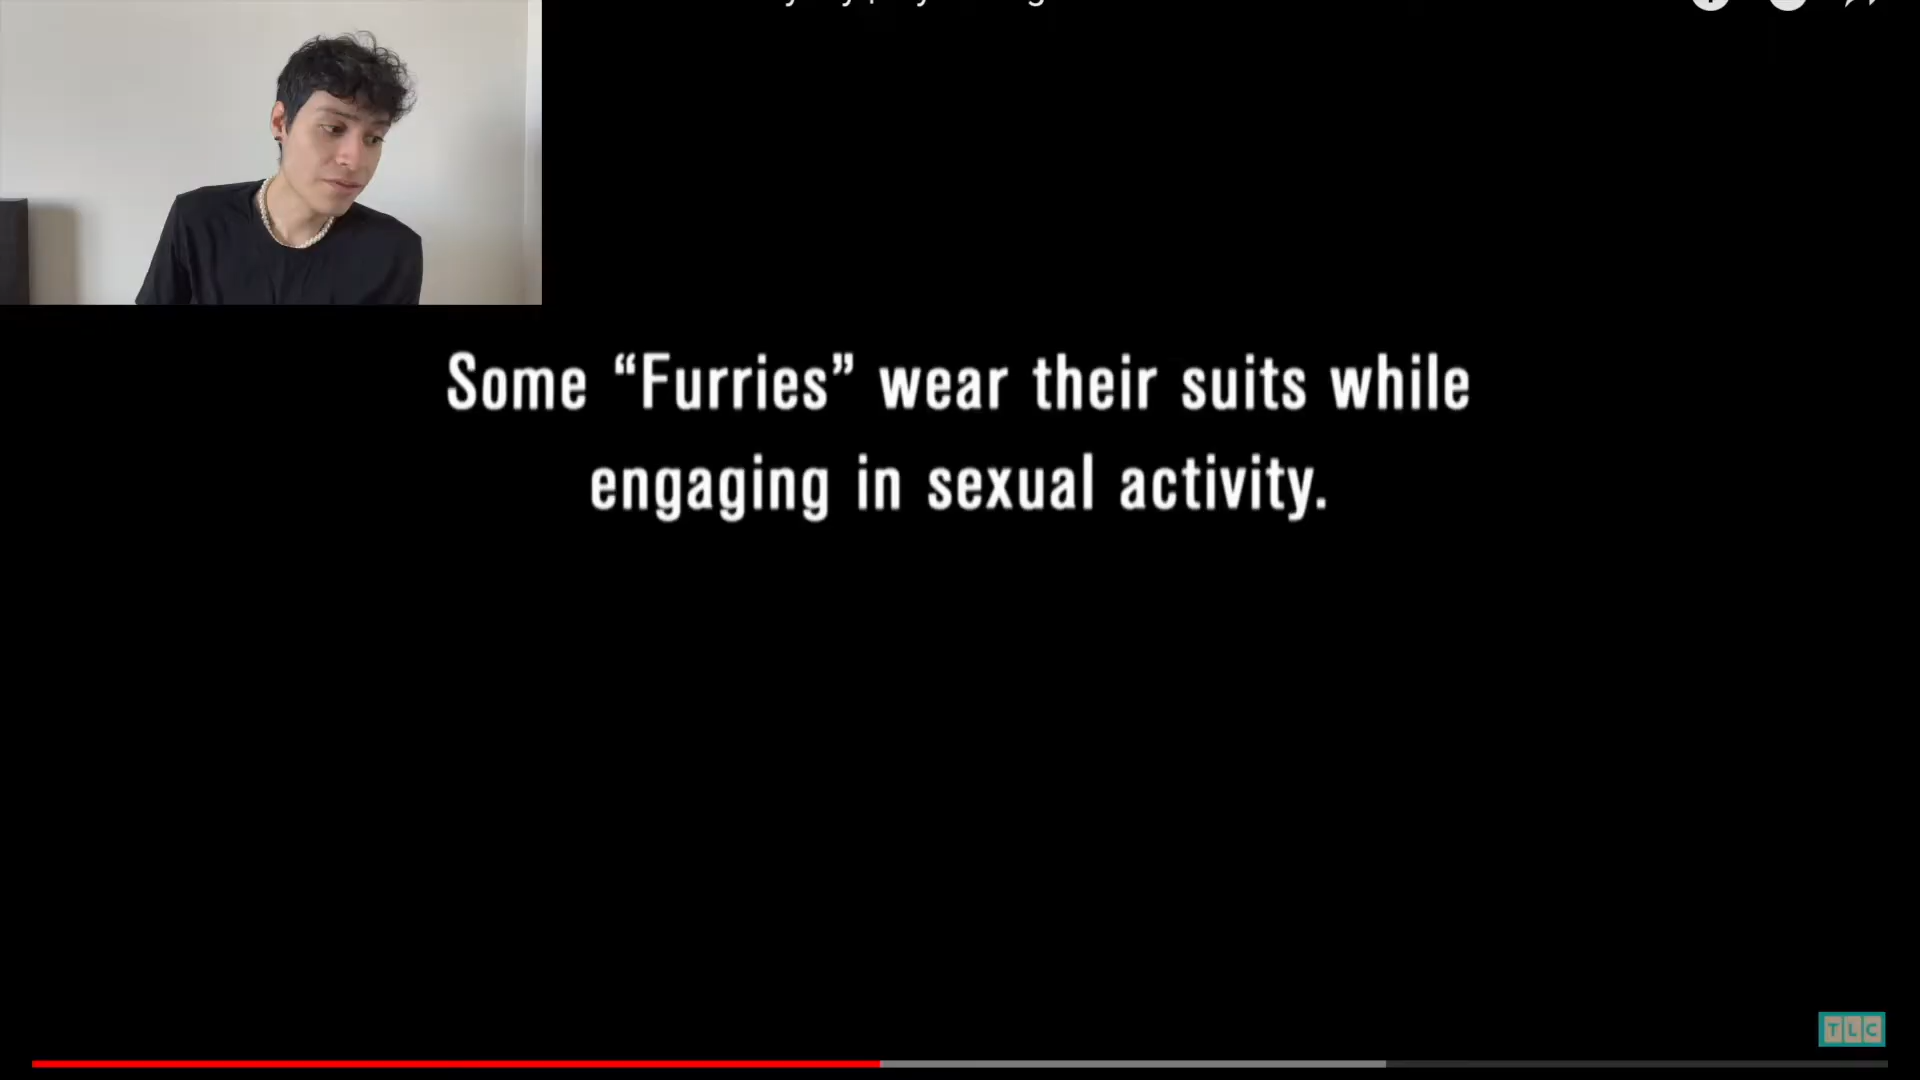 Some “Furries” wear their suits while
engaging in sexual activity.
TLC